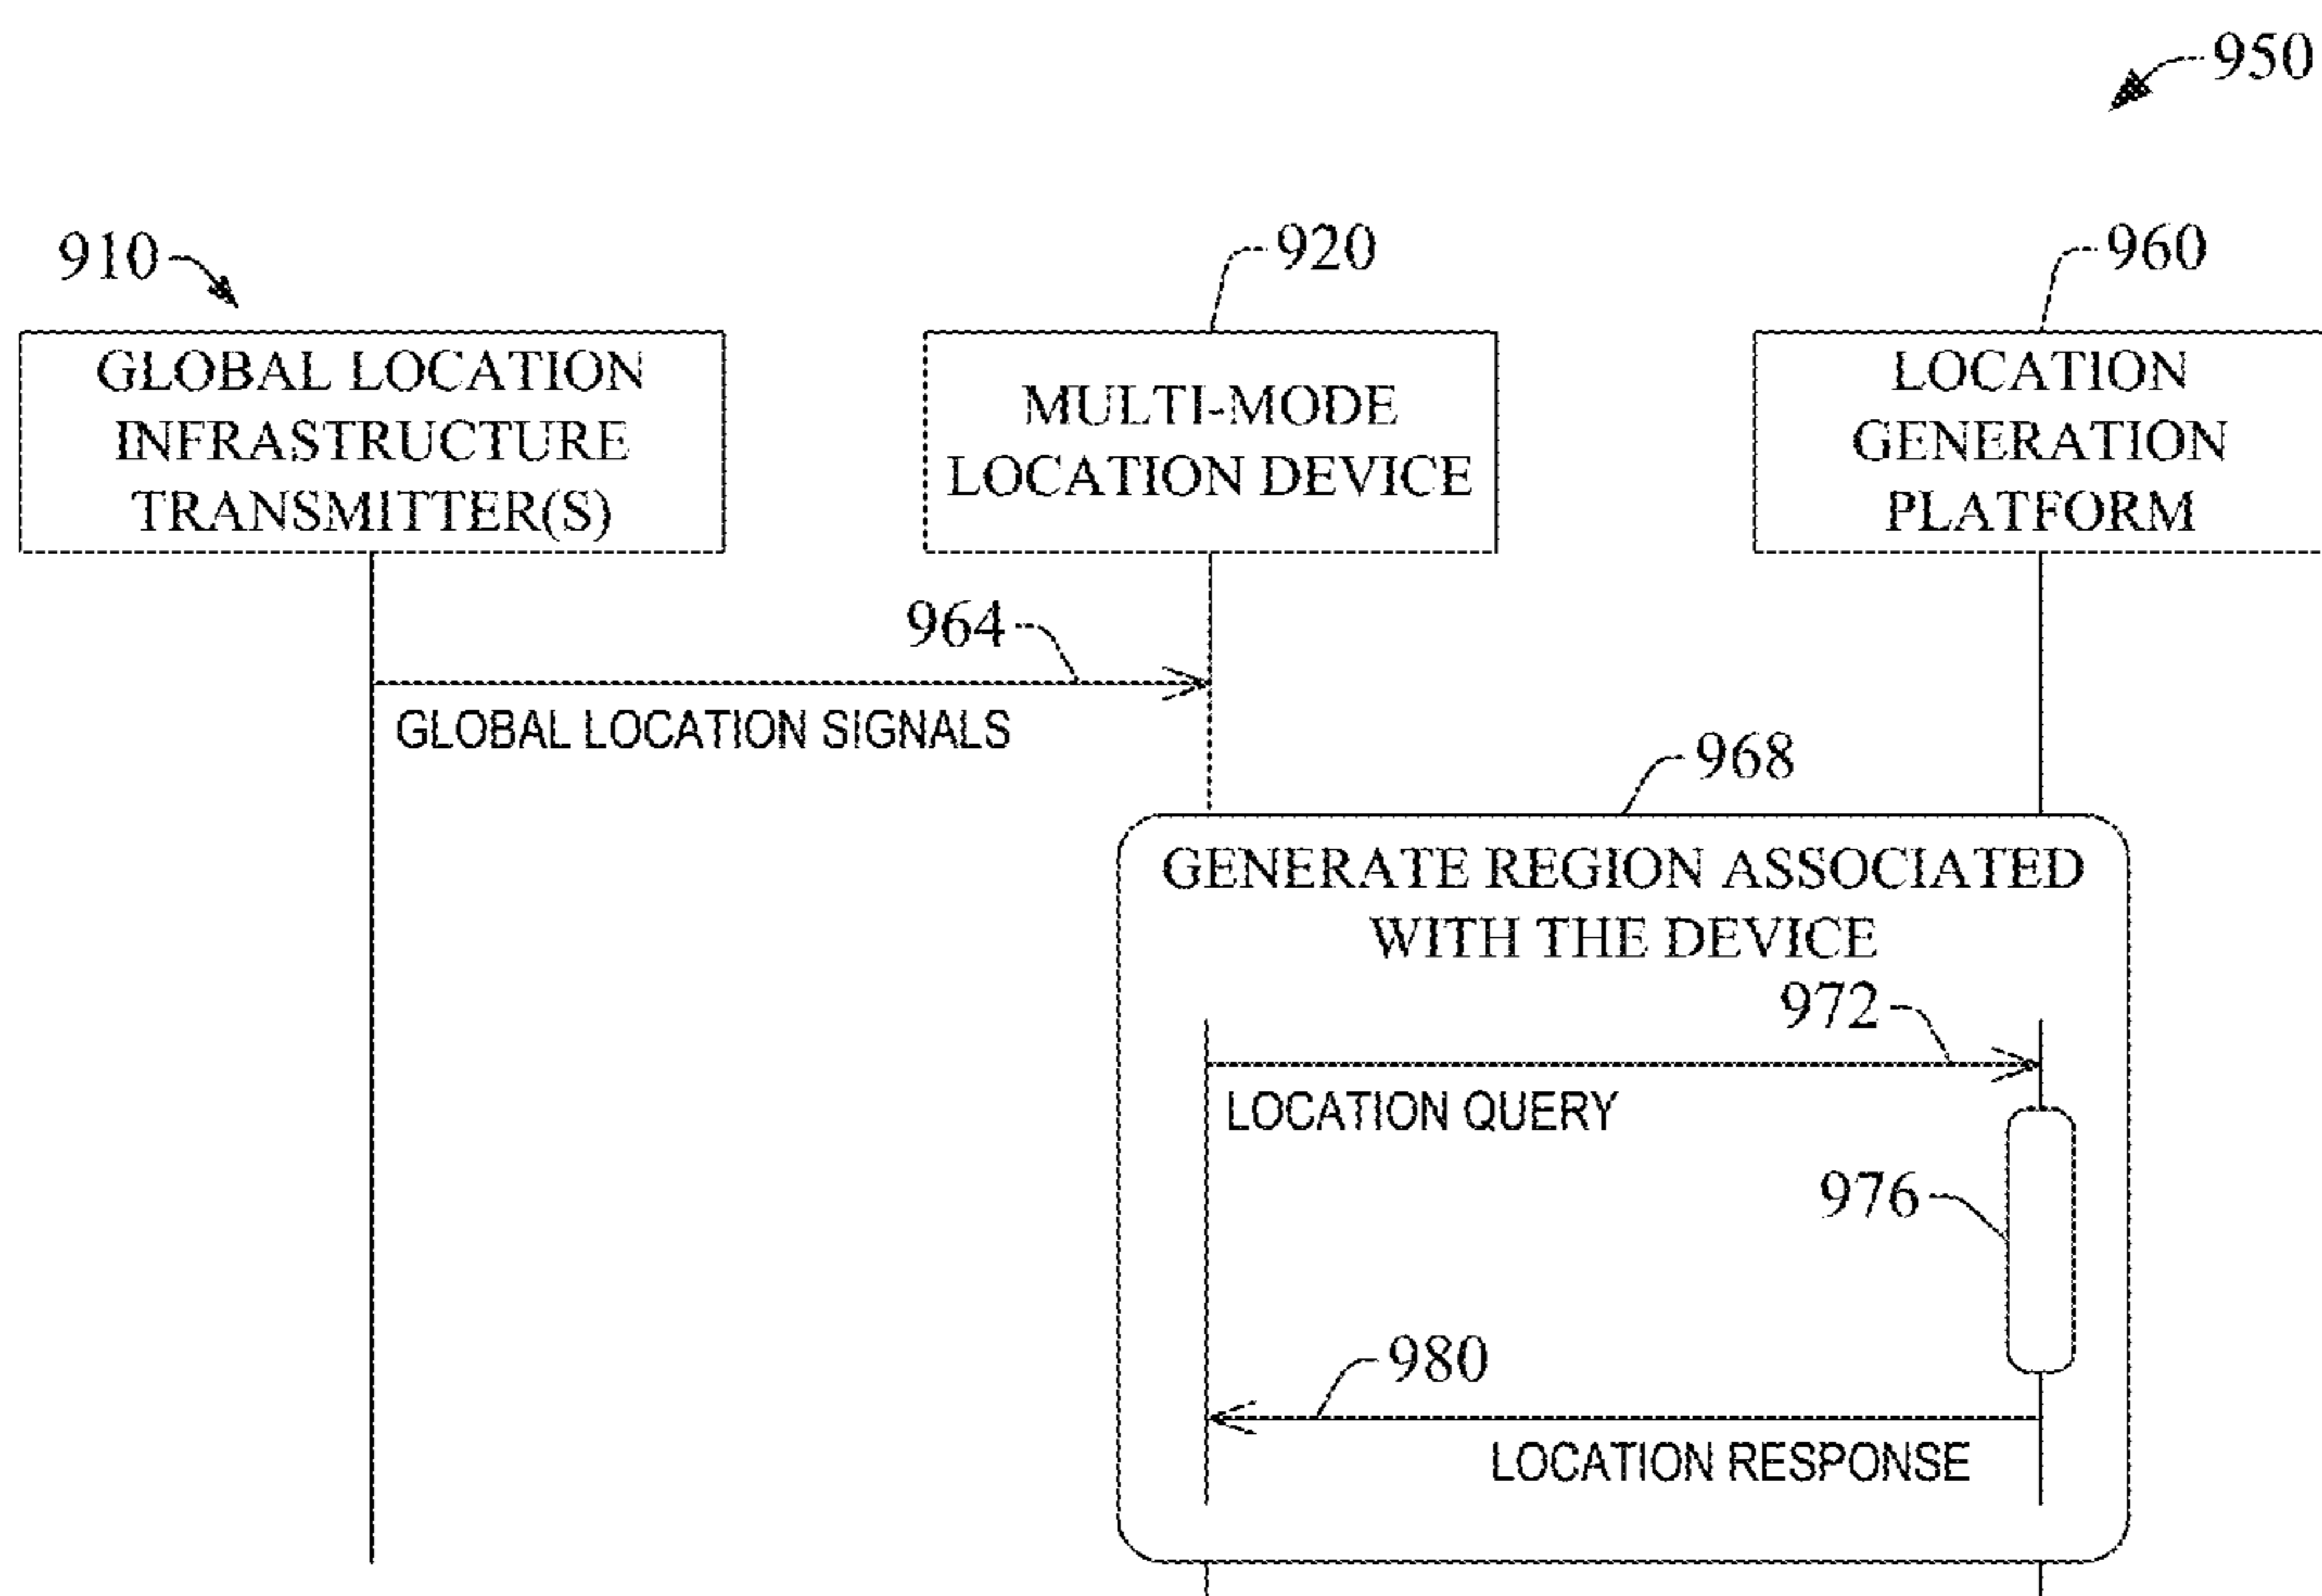 950
910
920
960
GLOBAL LOCATION
INFRASTRUCTURE
TRANSMITTER(S)
MULTI-MODE
LOCATION DEVICE
LOCATION
GENERATION
PLATFORM
964
GLOBAL LOCATION SIGNALS
968
GENERATE REGION ASSOCIATED
WITH THE DEVICE
972
LOCATION QUERY
976
980
LOCATION RESPONSE